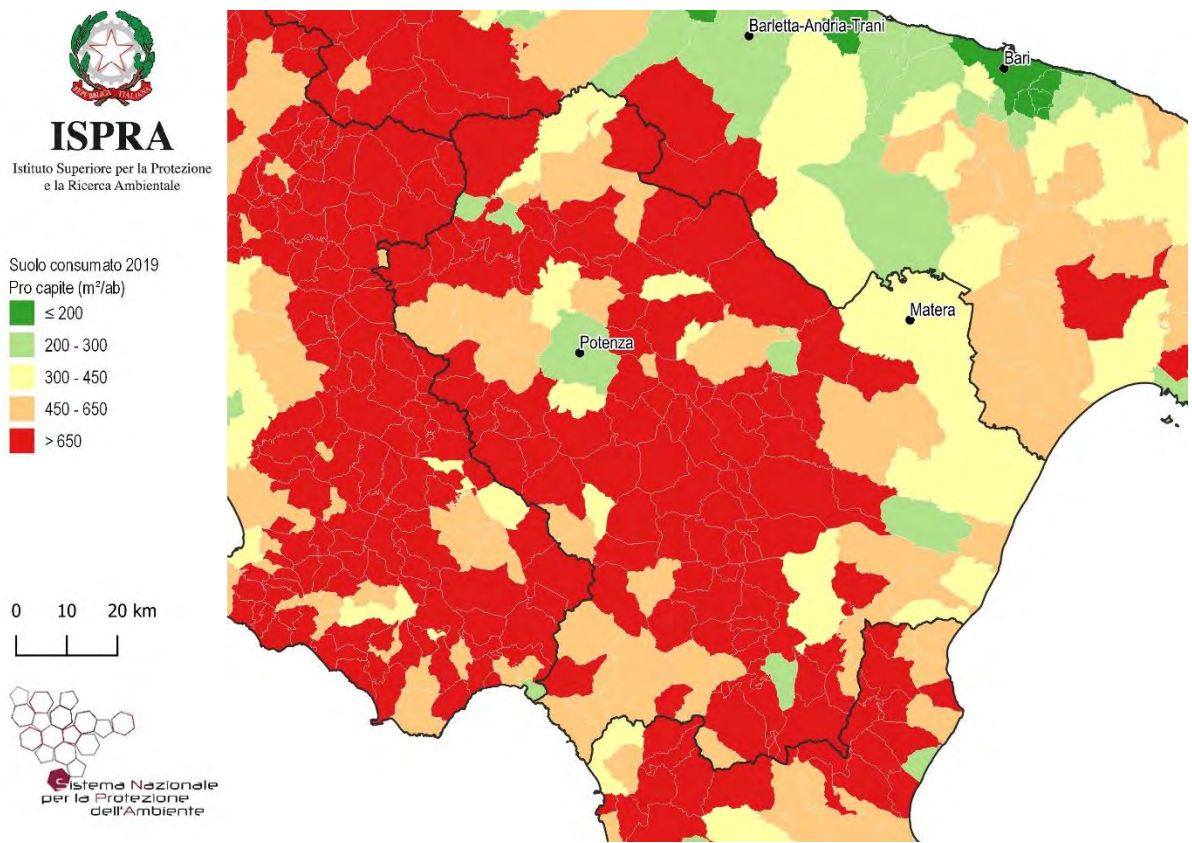 REPVBBLICA ITALIANA
ISPRA
Istituto Superiore per la Protezione
e la Ricerca Ambientale
Suolo consumato 2019
Pro capite (m²/ab)
≤ 200
200 - 300
300 - 450
450 - 650
> 650
0 10 20 km
Sistema Nazionale
per la Protezione
dell'Ambiente
Barletta-Andria-Trani
Bari
Matera
Potenza